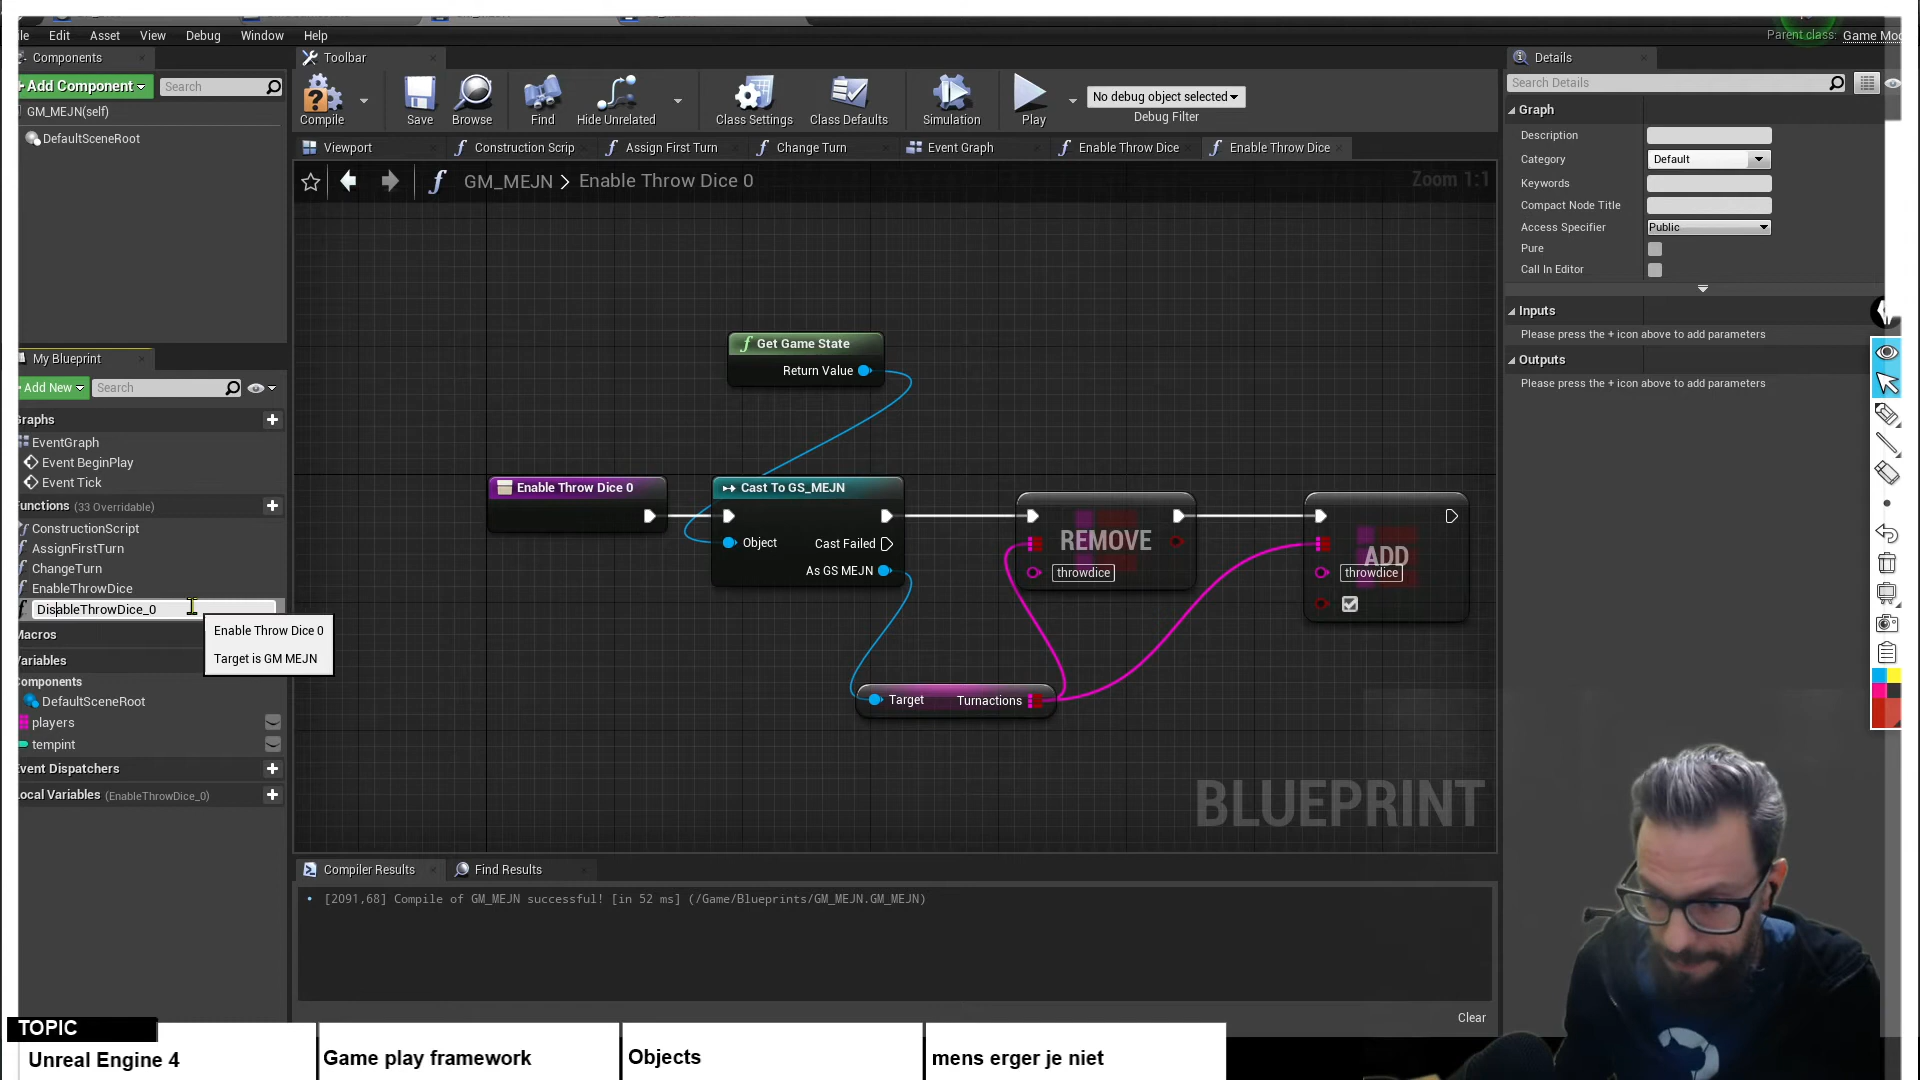 ile Edit Asset View Debug Window Help
Parent class: Game Mo
Components
Toolbar
Details
Add Component
Search
GM_MEJN(self)
DefaultSceneRoot
Compile
Save
Browse
Find
Hide Unrelated
Class Settings
Class Defaults
Simulation
Play
No debug object selected
Debug Filter
Search Details
Viewport
Construction Scrip
Assign First Turn
Change Turn
Event Graph
Enable Throw Dice
Enable Throw Dice
GM_MEJN > Enable Throw Dice 0
Zoom 1:1
Graph
Description
Category Default
Keywords
Compact Node Title
Access Specifier Public
Pure
Call In Editor
Inputs
Please press the + icon above to add parameters
Outputs
Please press the + icon above to add parameters
My Blueprint
Add New
Search
Graphs
EventGraph
Event BeginPlay
Event Tick
Functions (33 Overridable)
ConstructionScript
AssignFirstTurn
ChangeTurn
EnableThrowDice
DisableThrowDice_0
Enable Throw Dice 0
Target is GM MEJN
Macros
Variables
Components
DefaultSceneRoot
players
tempint
Event Dispatchers
Local Variables (EnableThrowDice_0)
Get Game State
Return Value
Enable Throw Dice 0
Cast To GS_MEJN
Object
Cast Failed
As GS MEJN
REMOVE
throwdice
ADD
throwdice
Target
Turnactions
BLUEPRINT
Compiler Results
Find Results
[2091,68] Compile of GM_MEJN successful! [in 52 ms] (/Game/Blueprints/GM_MEJN.GM_MEJN)
Clear
TOPIC
Unreal Engine 4
Game play framework
Objects
mens erger je niet